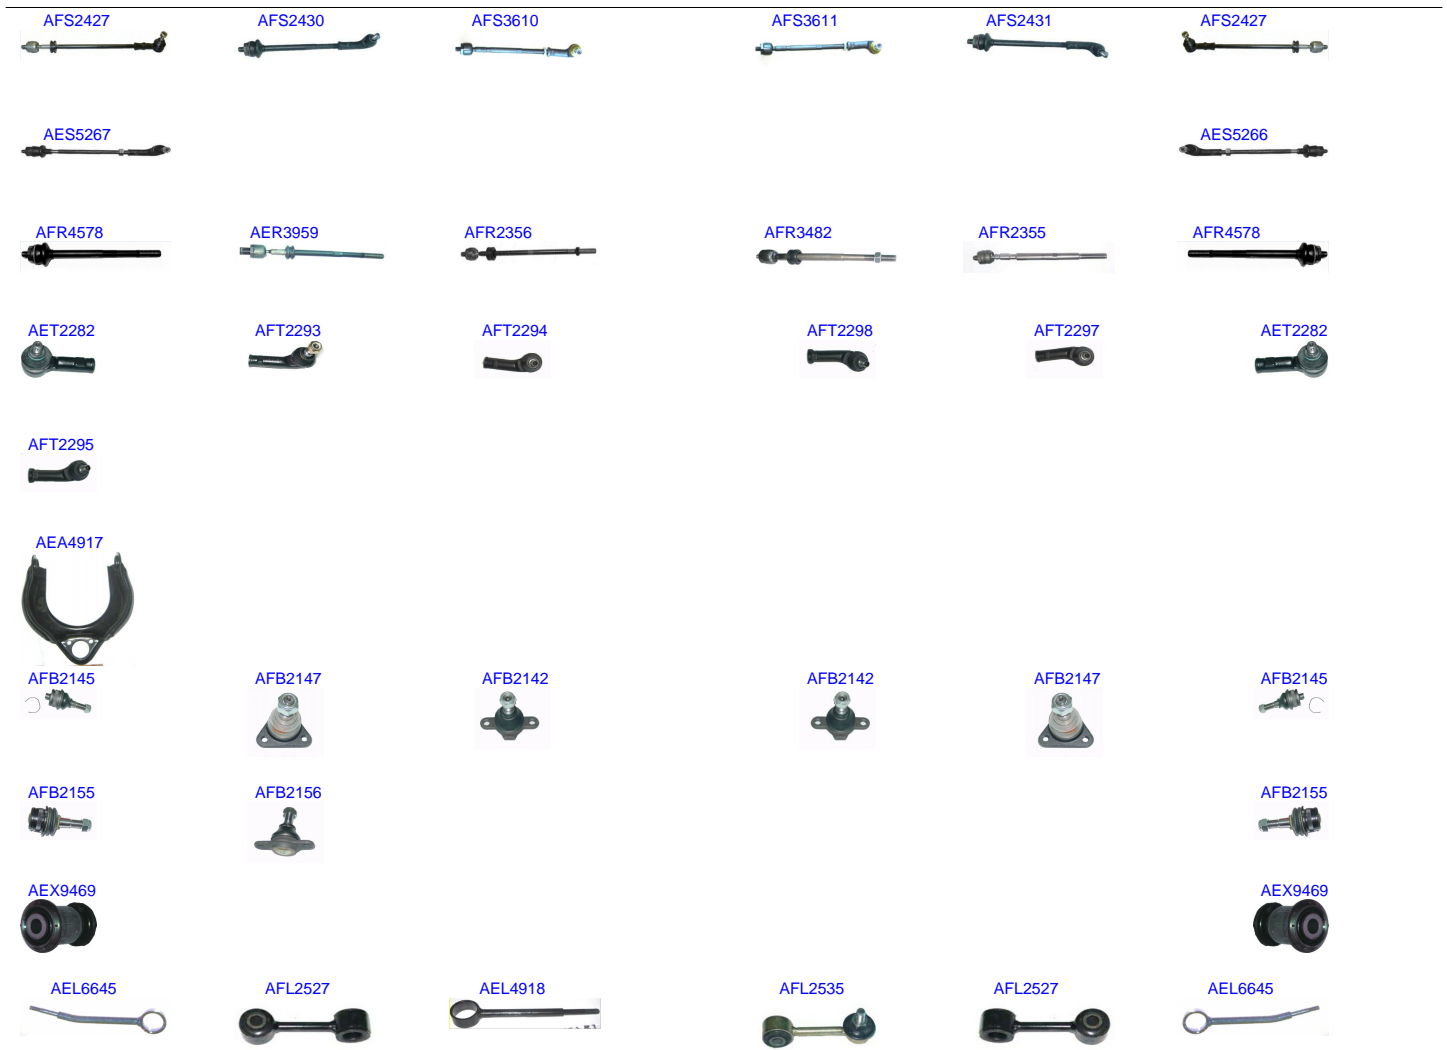 AFS2427 AFS2430 AFS3610 AFS3611 AFS2431 AFS2427
AES5267 AES5266
AFR4578 AER3959 AFR2356 AFR3482 AFR2355 AFR4578
AET2282 AFT2293 AFT2294 AFT2298 AFT2297 AET2282
AFT2295
AEA4917
AFB2145 AFB2147 AFB2142 AFB2142 AFB2147 AFB2145
AFB2155 AFB2156 AFB2155
AEX9469 AEX9469
AEL6645 AFL2527 AEL4918 AFL2535 AFL2527 AEL6645